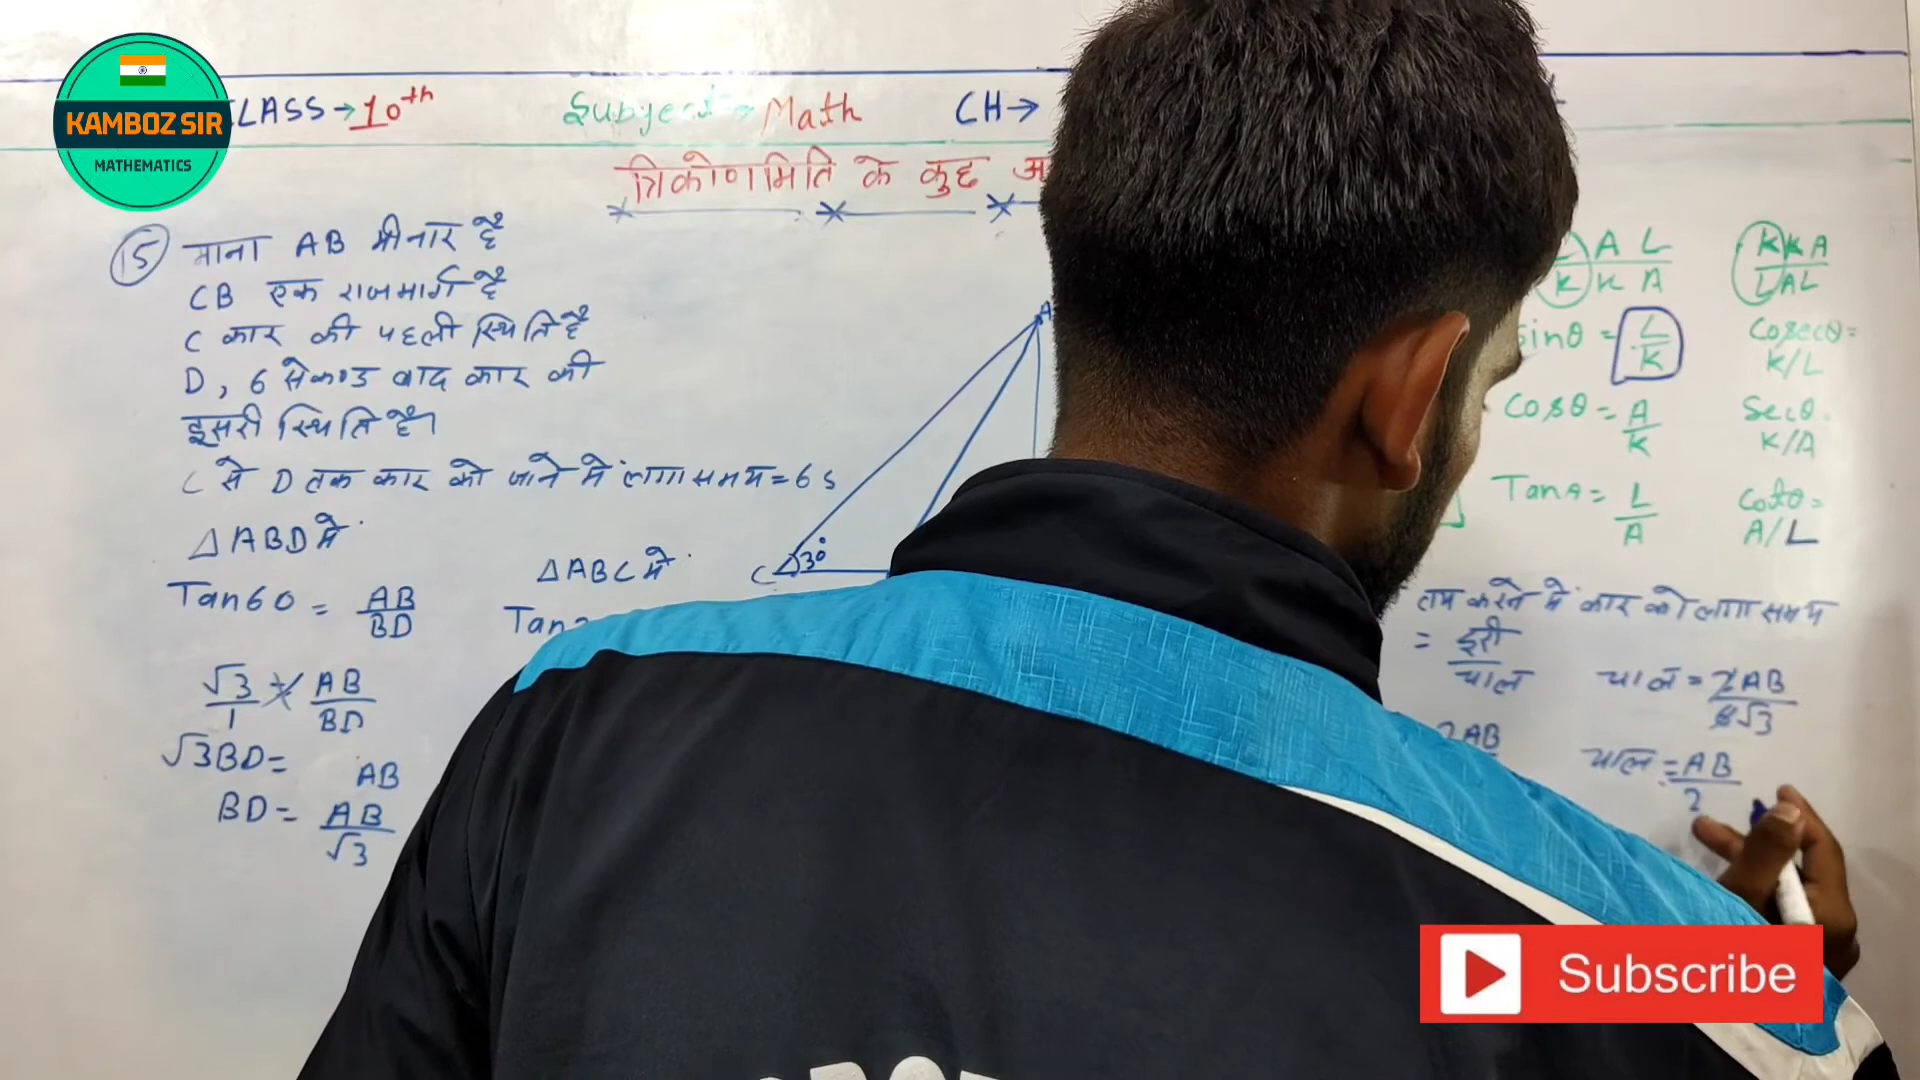 KAMBOZ SIR
MATHEMATICS
CLASS → 10th Subject → Math CH →
त्रिकोणमिति के कुछ
15 माना AB मीनार है
CB एक राजमार्ग है
C कार की पहली स्थिति है
D, 6 सेकण्ड बाद कार की
दूसरी स्थिति है।
C से D तक कार को जाने में लगा समय = 6 s
△ABD में
Tan60 = AB/BD
√3/1 = AB/BD
√3BD = AB
BD = AB/√3
△ABC में
Tan
A
C 30°
A L
K K A
K K A
L A L
Sinθ = L/K
Cosecθ = K/L
Cosθ = A/K
Secθ = K/A
Tanθ = L/A
Cotθ = A/L
तय करने में कार को लगा समय
= दूरी/चाल
2AB
चाल = 2AB/6√3
चाल = AB/2
Subscribe